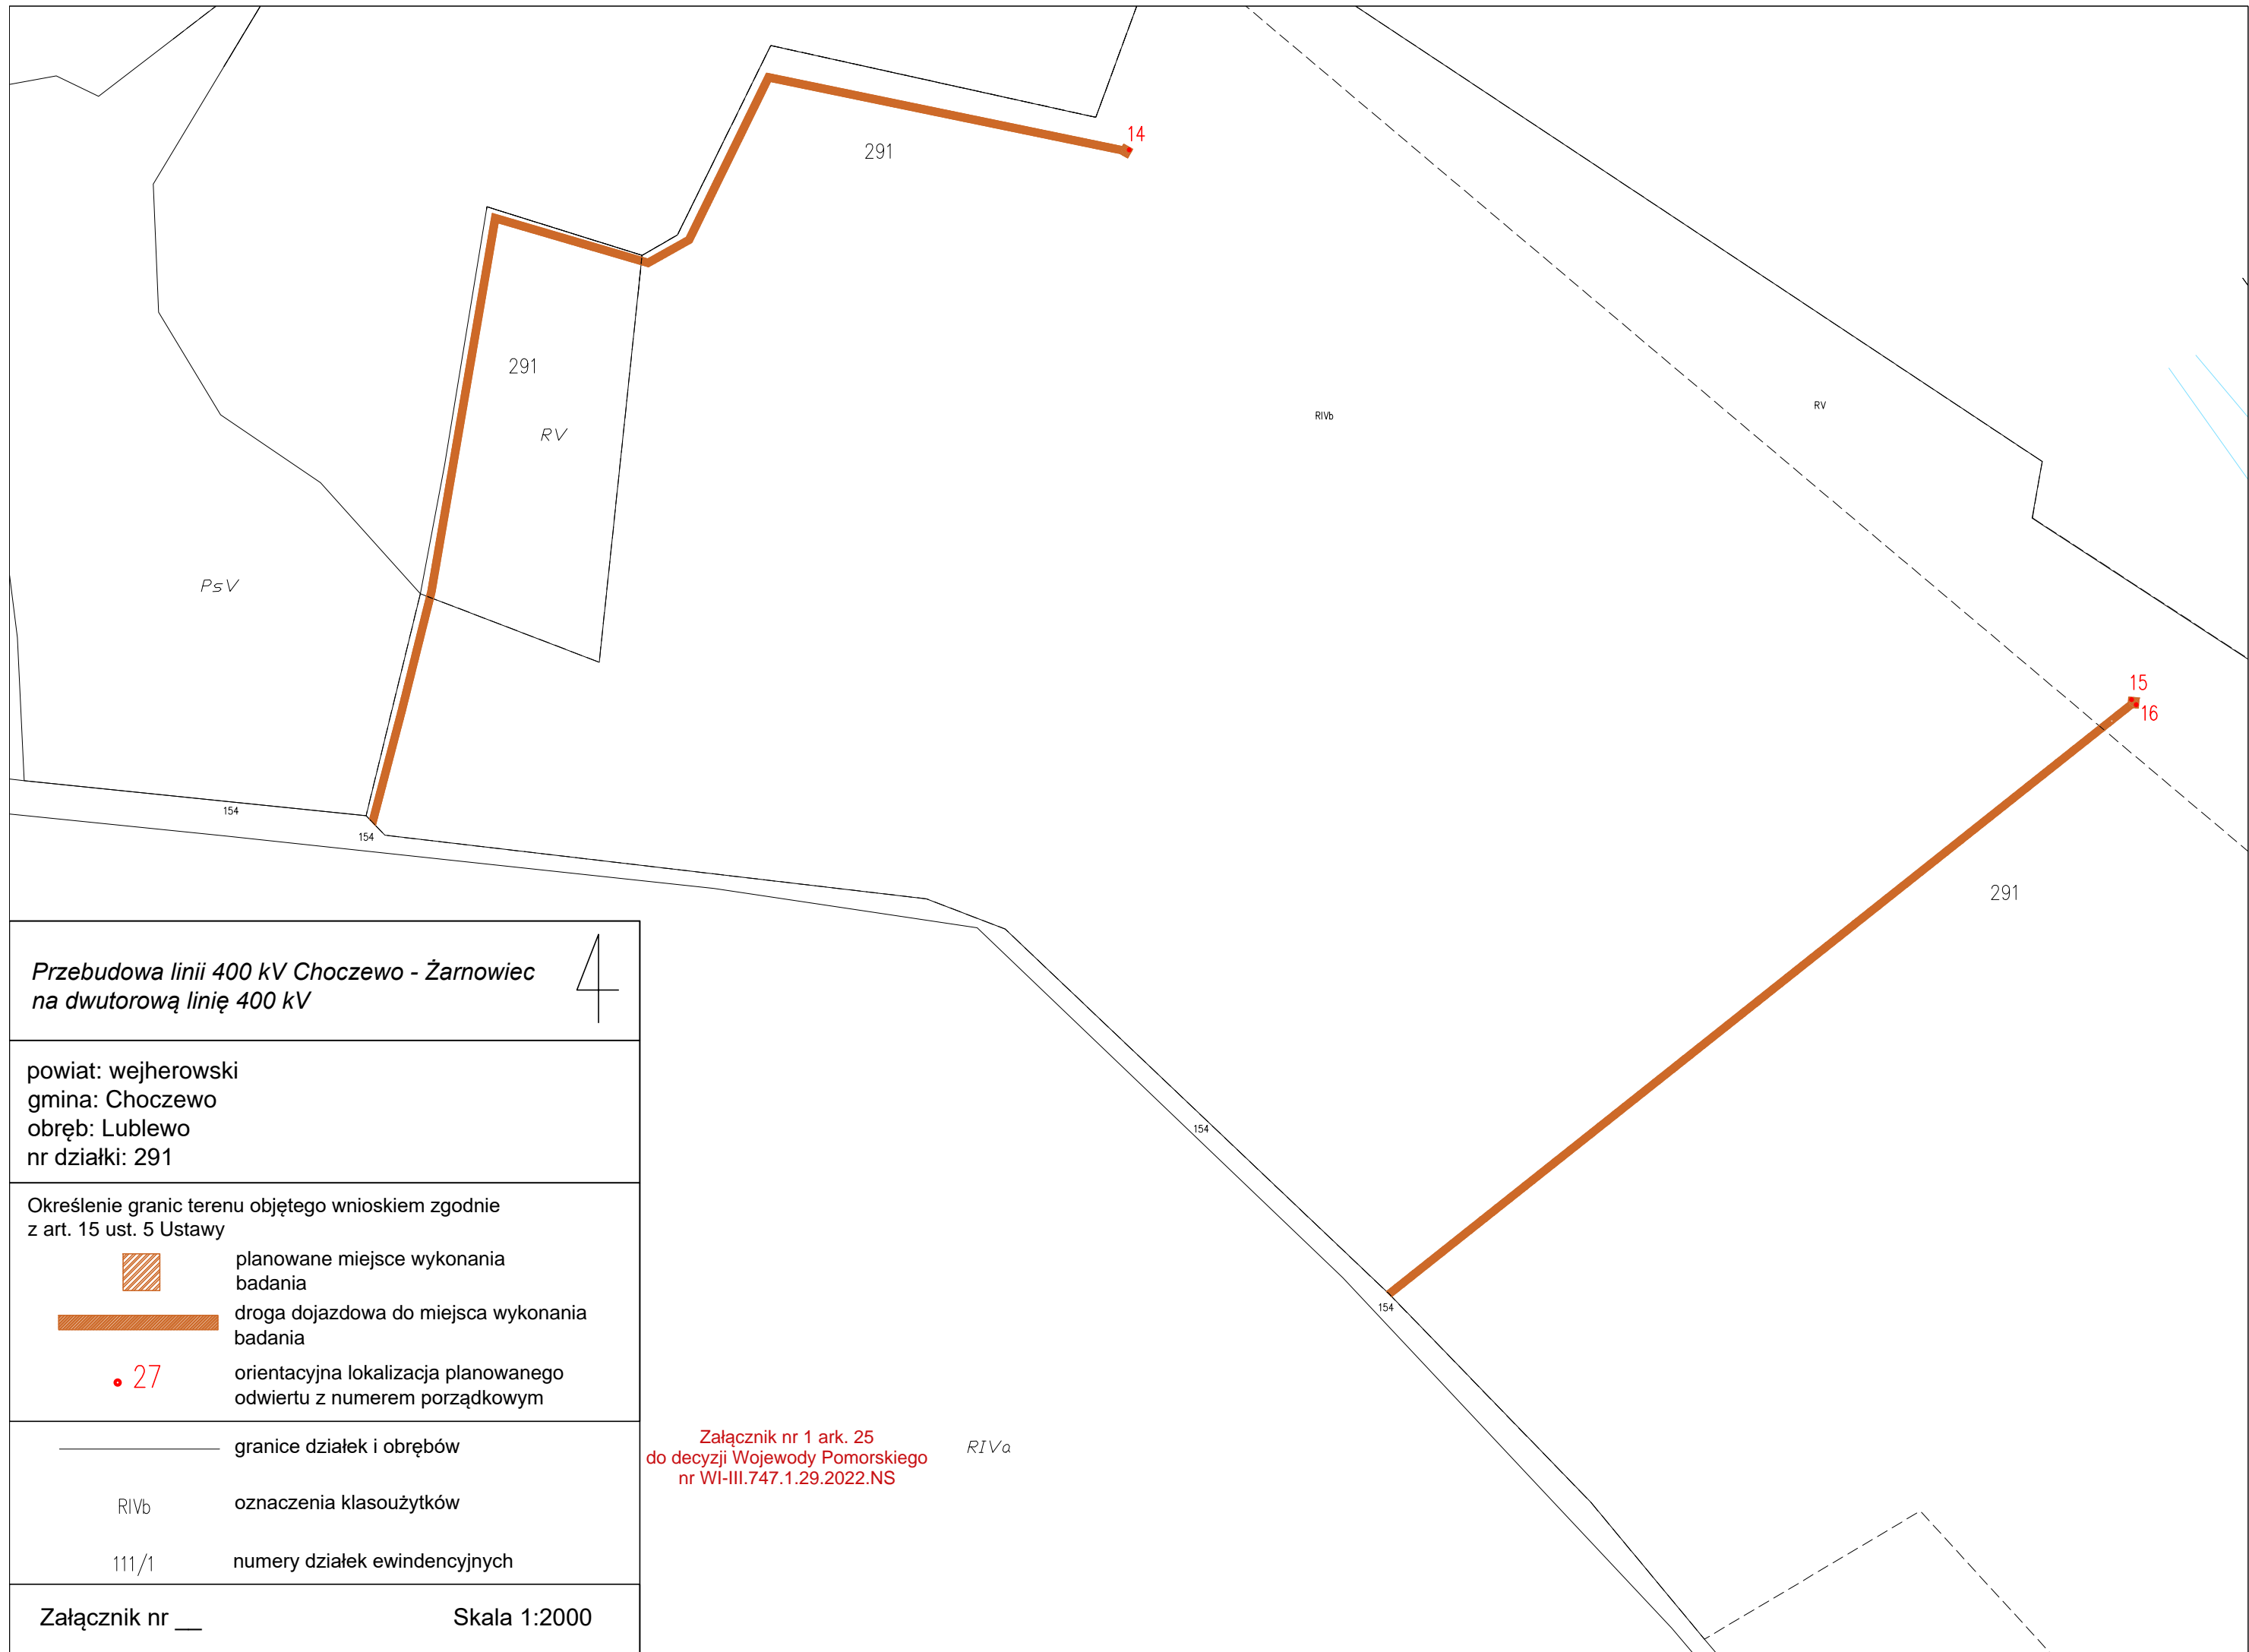 14
291
291
RV
RIVb
RV
PsV
15
16
154
154
291
Przebudowa linii 400 kV Choczewo - Żarnowiec
na dwutorową linię 400 kV
powiat: wejherowski
gmina: Choczewo
obręb: Lublewo
nr działki: 291
154
Określenie granic terenu objętego wnioskiem zgodnie
z art. 15 ust. 5 Ustawy
planowane miejsce wykonania
badania
droga dojazdowa do miejsca wykonania
badania
154
27
orientacyjna lokalizacja planowanego
odwiertu z numerem porządkowym
granice działek i obrębów
RIVb oznaczenia klasoużytków
111/1 numery działek ewindencyjnych
Załącznik nr __ Skala 1:2000
Załącznik nr 1 ark. 25
do decyzji Wojewody Pomorskiego
nr WI-III.747.1.29.2022.NS
RIVa